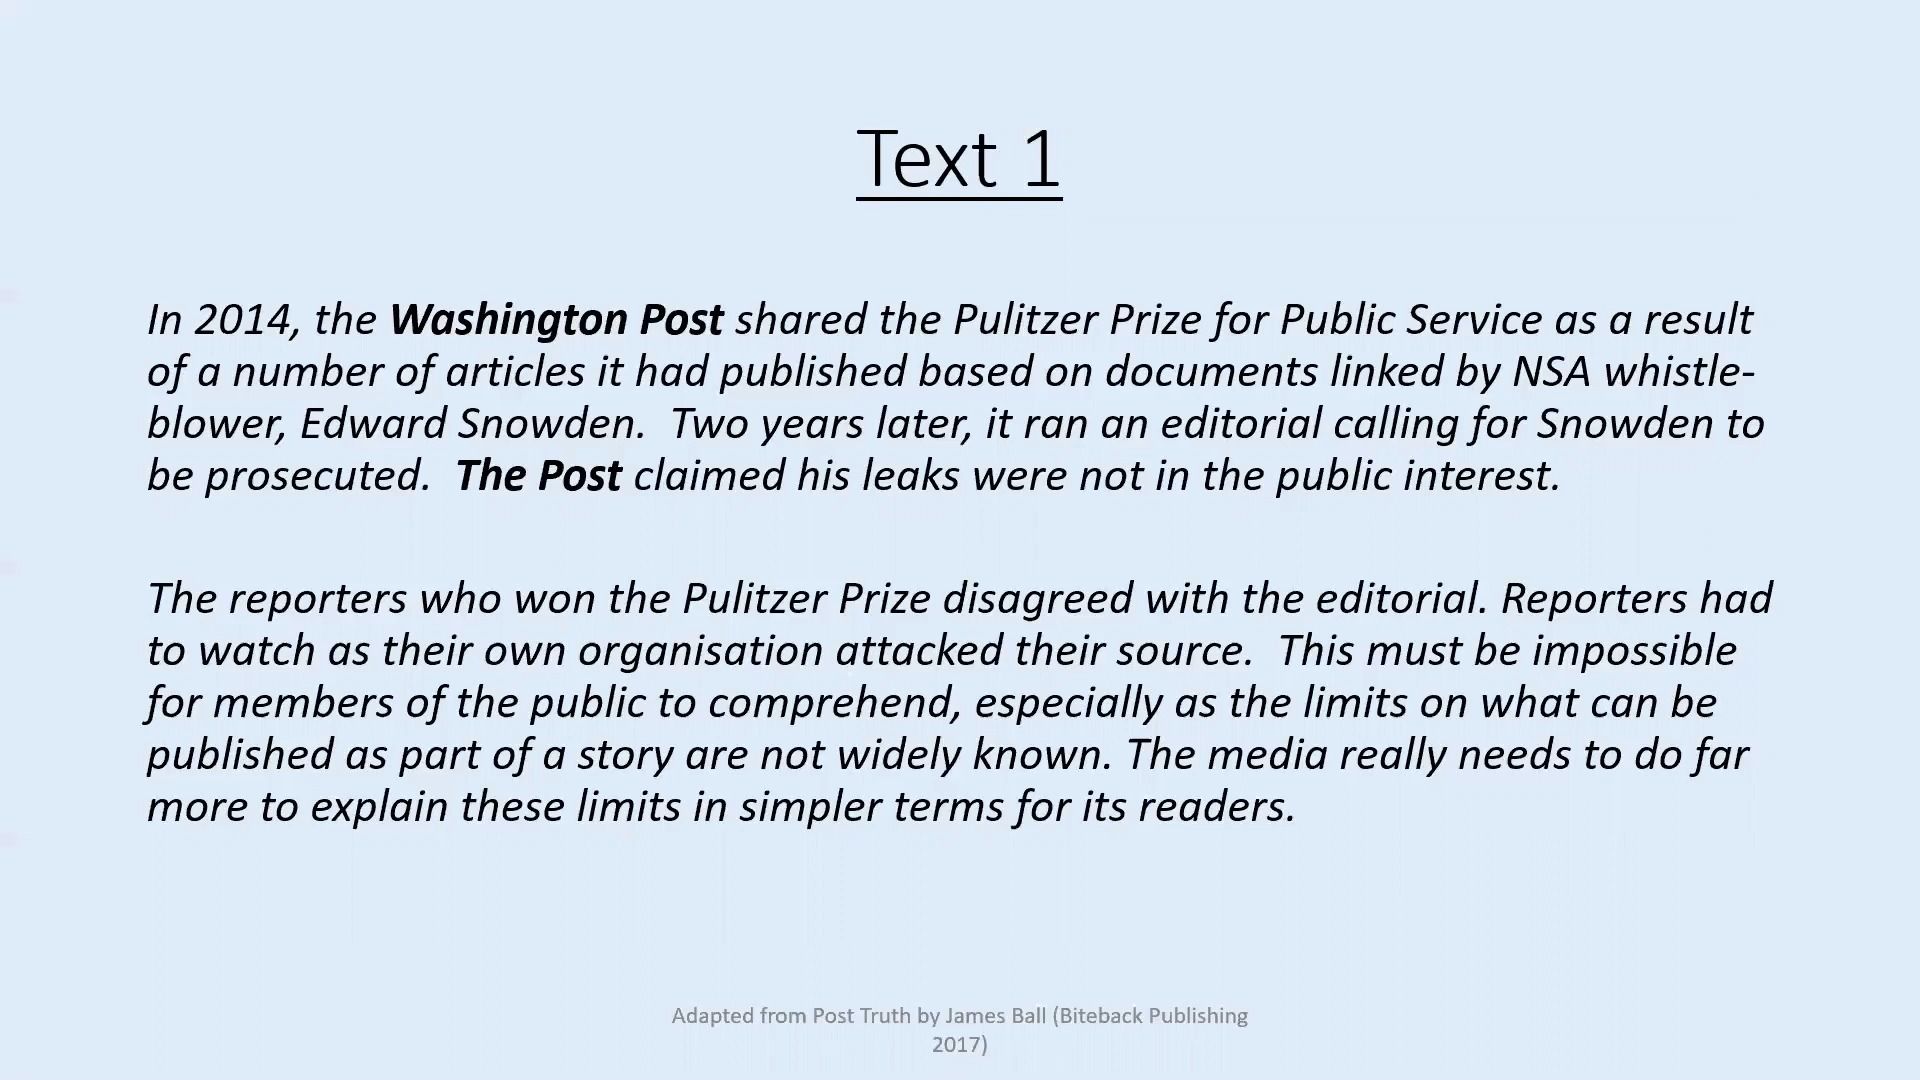 Text 1
In 2014, the Washington Post shared the Pulitzer Prize for Public Service as a result
of a number of articles it had published based on documents linked by NSA whistle-
blower, Edward Snowden. Two years later, it ran an editorial calling for Snowden to
be prosecuted. The Post claimed his leaks were not in the public interest.
The reporters who won the Pulitzer Prize disagreed with the editorial. Reporters had
to watch as their own organisation attacked their source. This must be impossible
for members of the public to comprehend, especially as the limits on what can be
published as part of a story are not widely known. The media really needs to do far
more to explain these limits in simpler terms for its readers.
Adapted from Post Truth by James Ball (Biteback Publishing
2017)